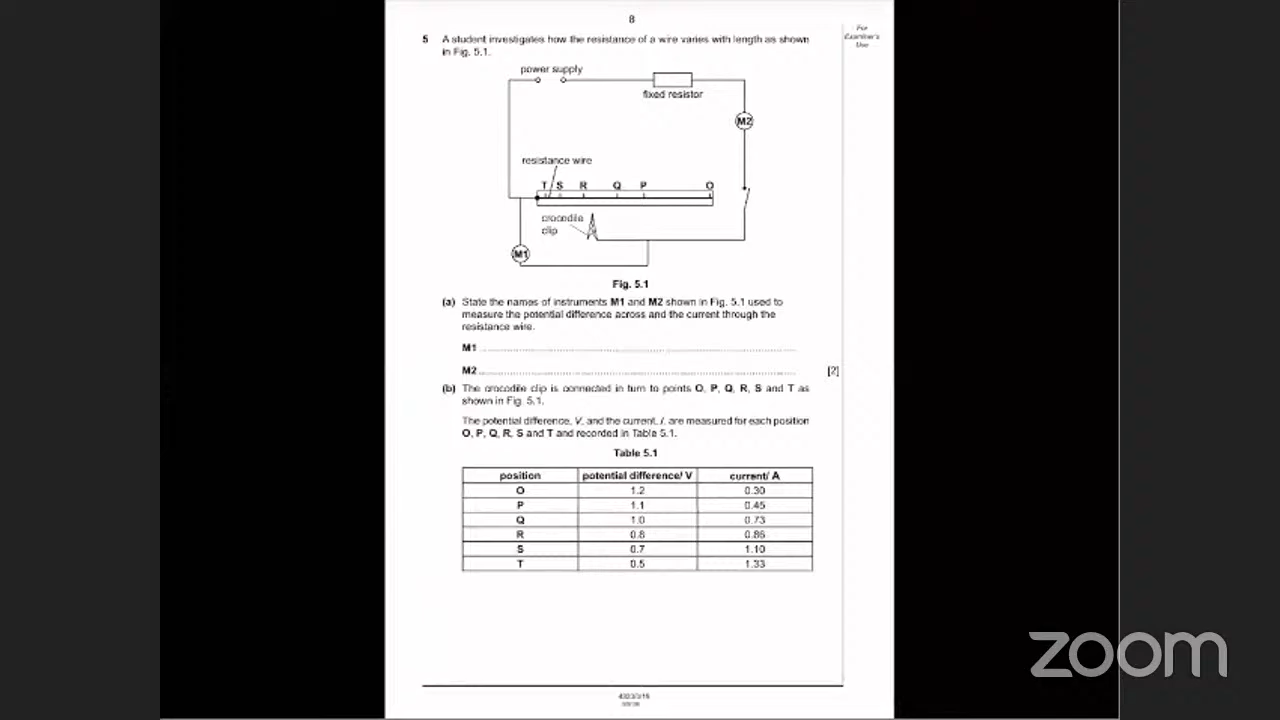 8
For
Examiner's
Use
5 A student investigates how the resistance of a wire varies with length as shown
in Fig. 5.1.
power supply
fixed resistor
M2
resistance wire
T S R Q P O
crocodile
clip
M1
Fig. 5.1
(a) State the names of instruments M1 and M2 shown in Fig. 5.1 used to
measure the potential difference across and the current through the
resistance wire.
M1
M2 [2]
(b) The crocodile clip is connected in turn to points O, P, Q, R, S and T as
shown in Fig. 5.1.
The potential difference, V, and the current, I, are measured for each position
O, P, Q, R, S and T and recorded in Table 5.1.
Table 5.1
position potential difference/ V current/ A
O 1.2 0.30
P 1.1 0.45
Q 1.0 0.73
R 0.8 0.86
S 0.7 1.10
T 0.5 1.33
zoom